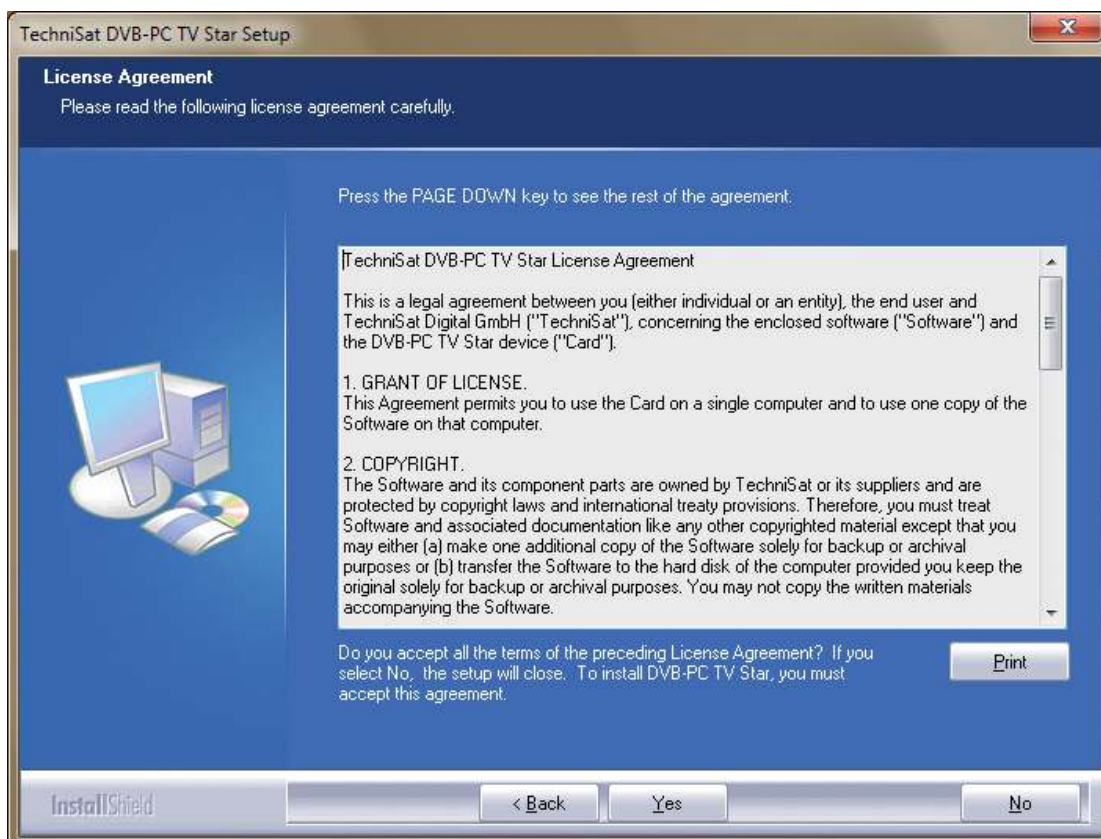 TechniSat DVB-PC TV Star Setup
License Agreement
Please read the following license agreement carefully.
Press the PAGE DOWN key to see the rest of the agreement.
TechniSat DVB-PC TV Star License Agreement
This is a legal agreement between you (either individual or an entity), the end user and
TechniSat Digital GmbH ("TechniSat"), concerning the enclosed software ("Software") and
the DVB-PC TV Star device ("Card").
1. GRANT OF LICENSE.
This Agreement permits you to use the Card on a single computer and to use one copy of the
Software on that computer.
2. COPYRIGHT.
The Software and its component parts are owned by TechniSat or its suppliers and are
protected by copyright laws and international treaty provisions. Therefore, you must treat
Software and associated documentation like any other copyrighted material except that you
may either (a) make one additional copy of the Software solely for backup or archival
purposes or (b) transfer the Software to the hard disk of the computer provided you keep the
original solely for backup or archival purposes. You may not copy the written materials
accompanying the Software.
Do you accept all the terms of the preceding License Agreement? If you
select No, the setup will close. To install DVB-PC TV Star, you must
accept this agreement.
Print
InstallShield
< Back
Yes
No